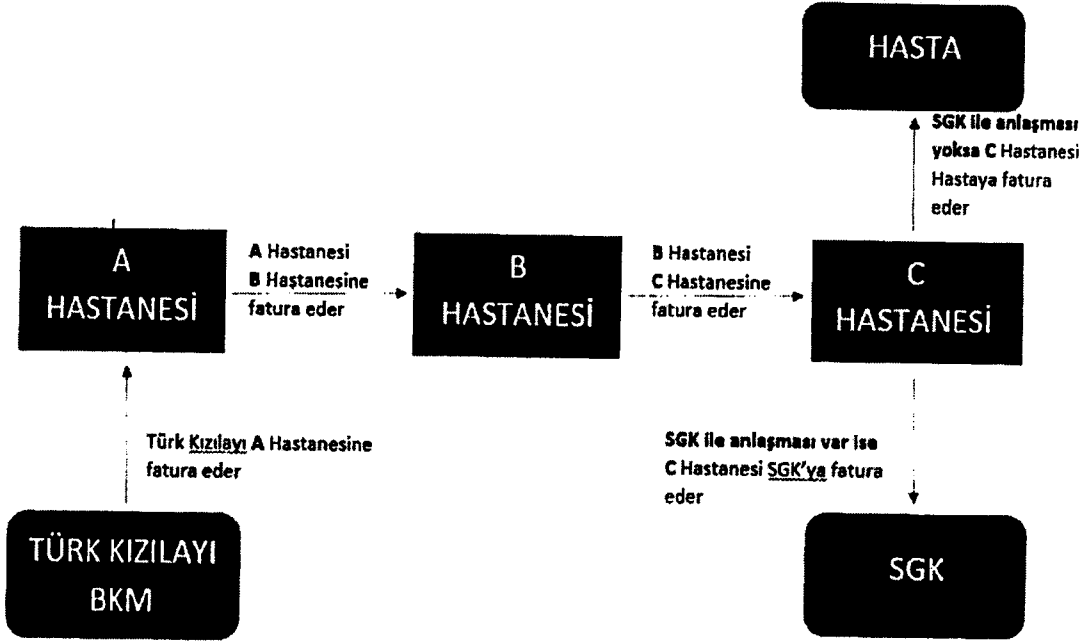 HASTA
SGK ile anlaşması
yoksa C Hastanesi
Hastaya fatura
eder
A
HASTANESİ
A Hastanesi
B Hastanesine
fatura eder
B
HASTANESİ
B Hastanesi
C Hastanesine
fatura eder
C
HASTANESİ
Türk Kızılayı A Hastanesine
fatura eder
SGK ile anlaşması var ise
C Hastanesi SGK'ya fatura
eder
TÜRK KIZILAYI
BKM
SGK